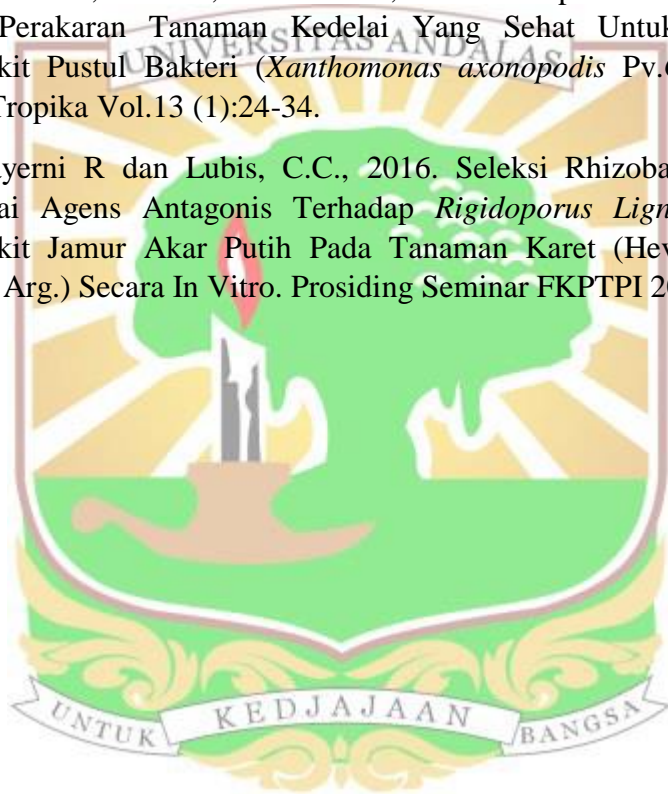 Perakaran Tanaman Kedelai Yang Sehat Untuk
kit Pustul Bakteri (Xanthomonas axonopodis Pv.
Tropika Vol.13 (1):24-34.
yerni R dan Lubis, C.C., 2016. Seleksi Rhizoba
ai Agens Antagonis Terhadap Rigidoporus Lign
kit Jamur Akar Putih Pada Tanaman Karet (Hev
Arg.) Secara In Vitro. Prosiding Seminar FKPTPI 20
UNIVERSITAS ANDALAS
UNTUK KEDJAJAAN BANGSA